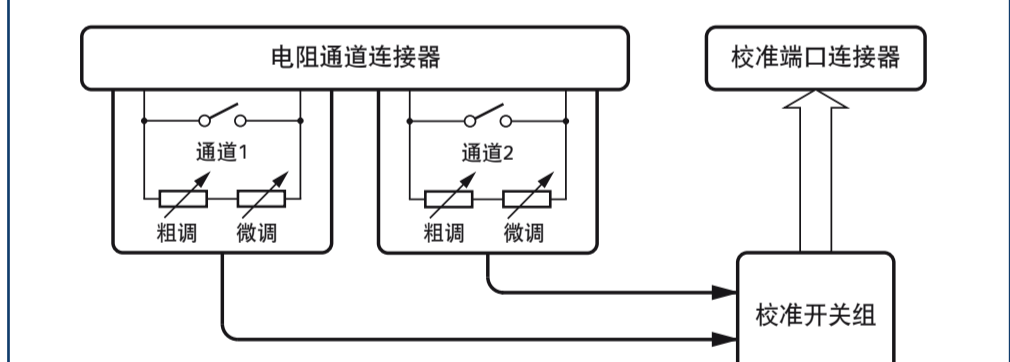 电阻通道连接器
校准端口连接器
通道1
通道2
粗调
微调
粗调
微调
校准开关组